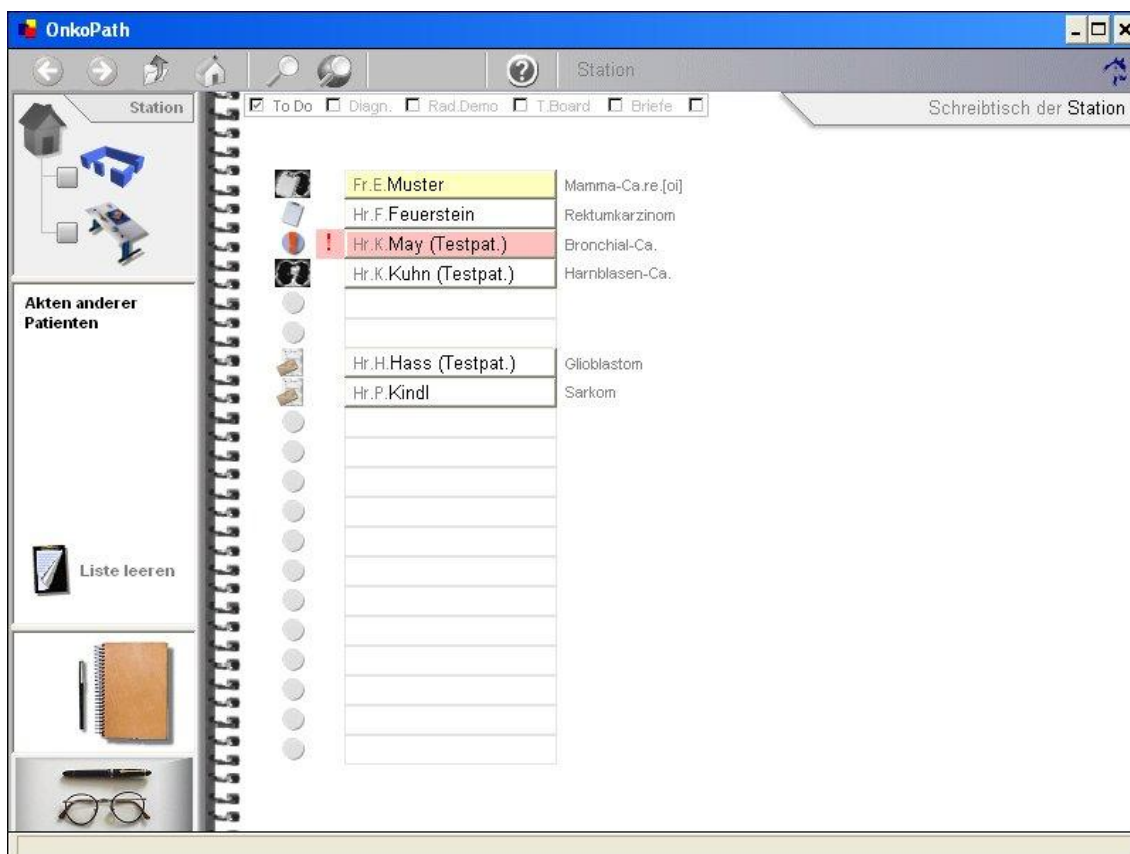 OnkoPath
Station
Station
To Do Diagn. Rad.Demo T.Board Briefe
Schreibtisch der Station
Fr.E.Muster Mamma-Ca.re.[oi]
Hr.F.Feuerstein Rektumkarzinom
! Hr.K.May (Testpat.) Bronchial-Ca.
Hr.K.Kuhn (Testpat.) Harnblasen-Ca.
Akten anderer
Patienten
Hr.H.Hass (Testpat.) Glioblastom
Hr.P.Kindl Sarkom
Liste leeren